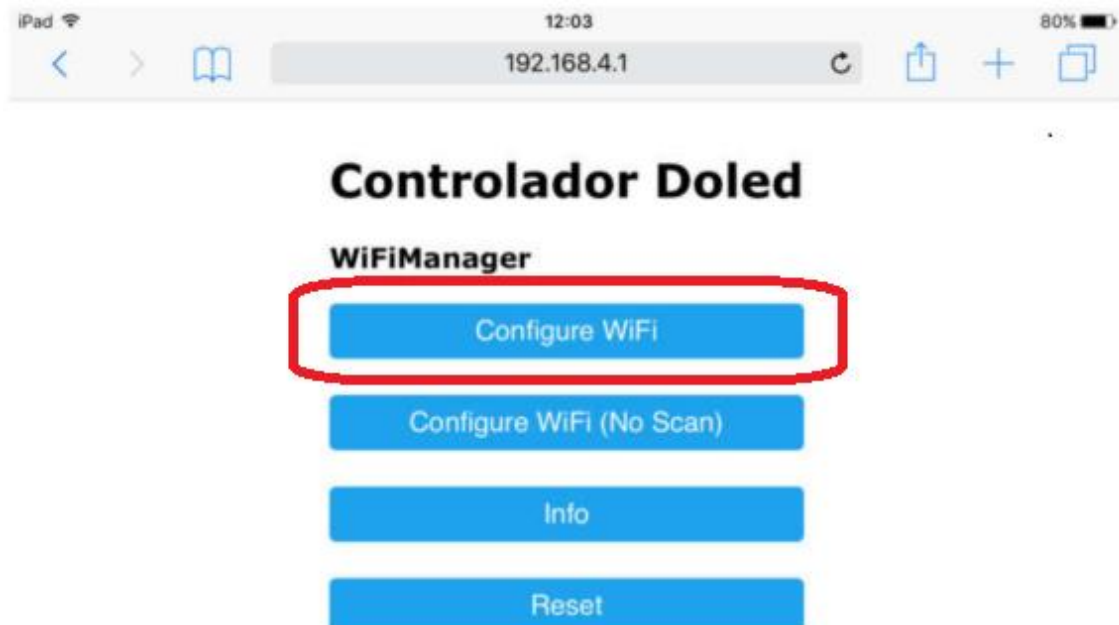 iPad 12:03 80%
192.168.4.1
Controlador Doled
WiFiManager
Configure WiFi
Configure WiFi (No Scan)
Info
Reset